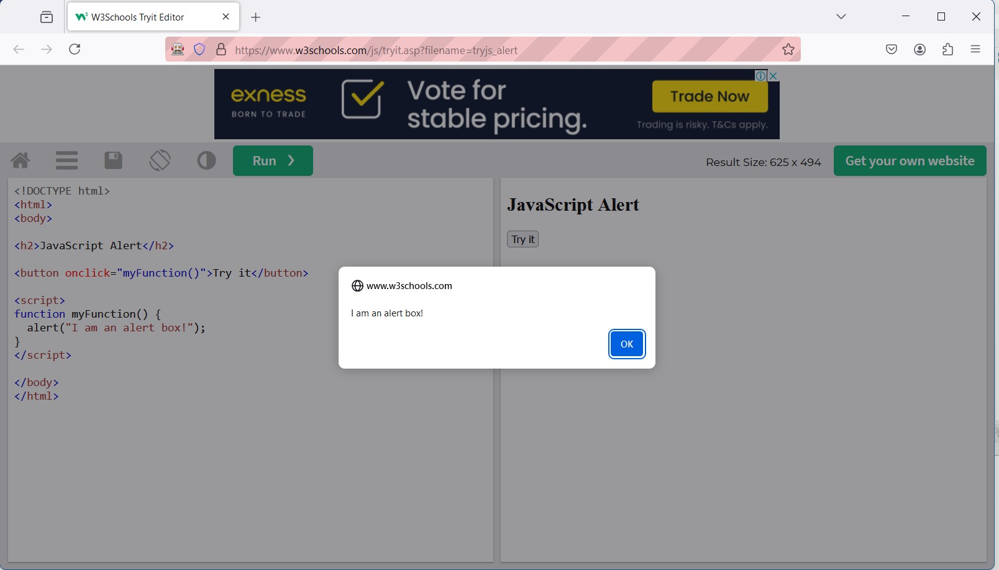 W3Schools Tryit Editor
https://www.w3schools.com/js/tryit.asp?filename=tryjs_alert
exness
BORN TO TRADE
Vote for
stable pricing.
Trade Now
Trading is risky. T&Cs apply.
Run ❯
Result Size: 625 x 494
Get your own website
<!DOCTYPE html>
<html>
<body>
<h2>JavaScript Alert</h2>
<button onclick="myFunction()">Try it</button>
<script>
function myFunction() {
  alert("I am an alert box!");
}
</script>
</body>
</html>
JavaScript Alert
Try it
www.w3schools.com
I am an alert box!
OK